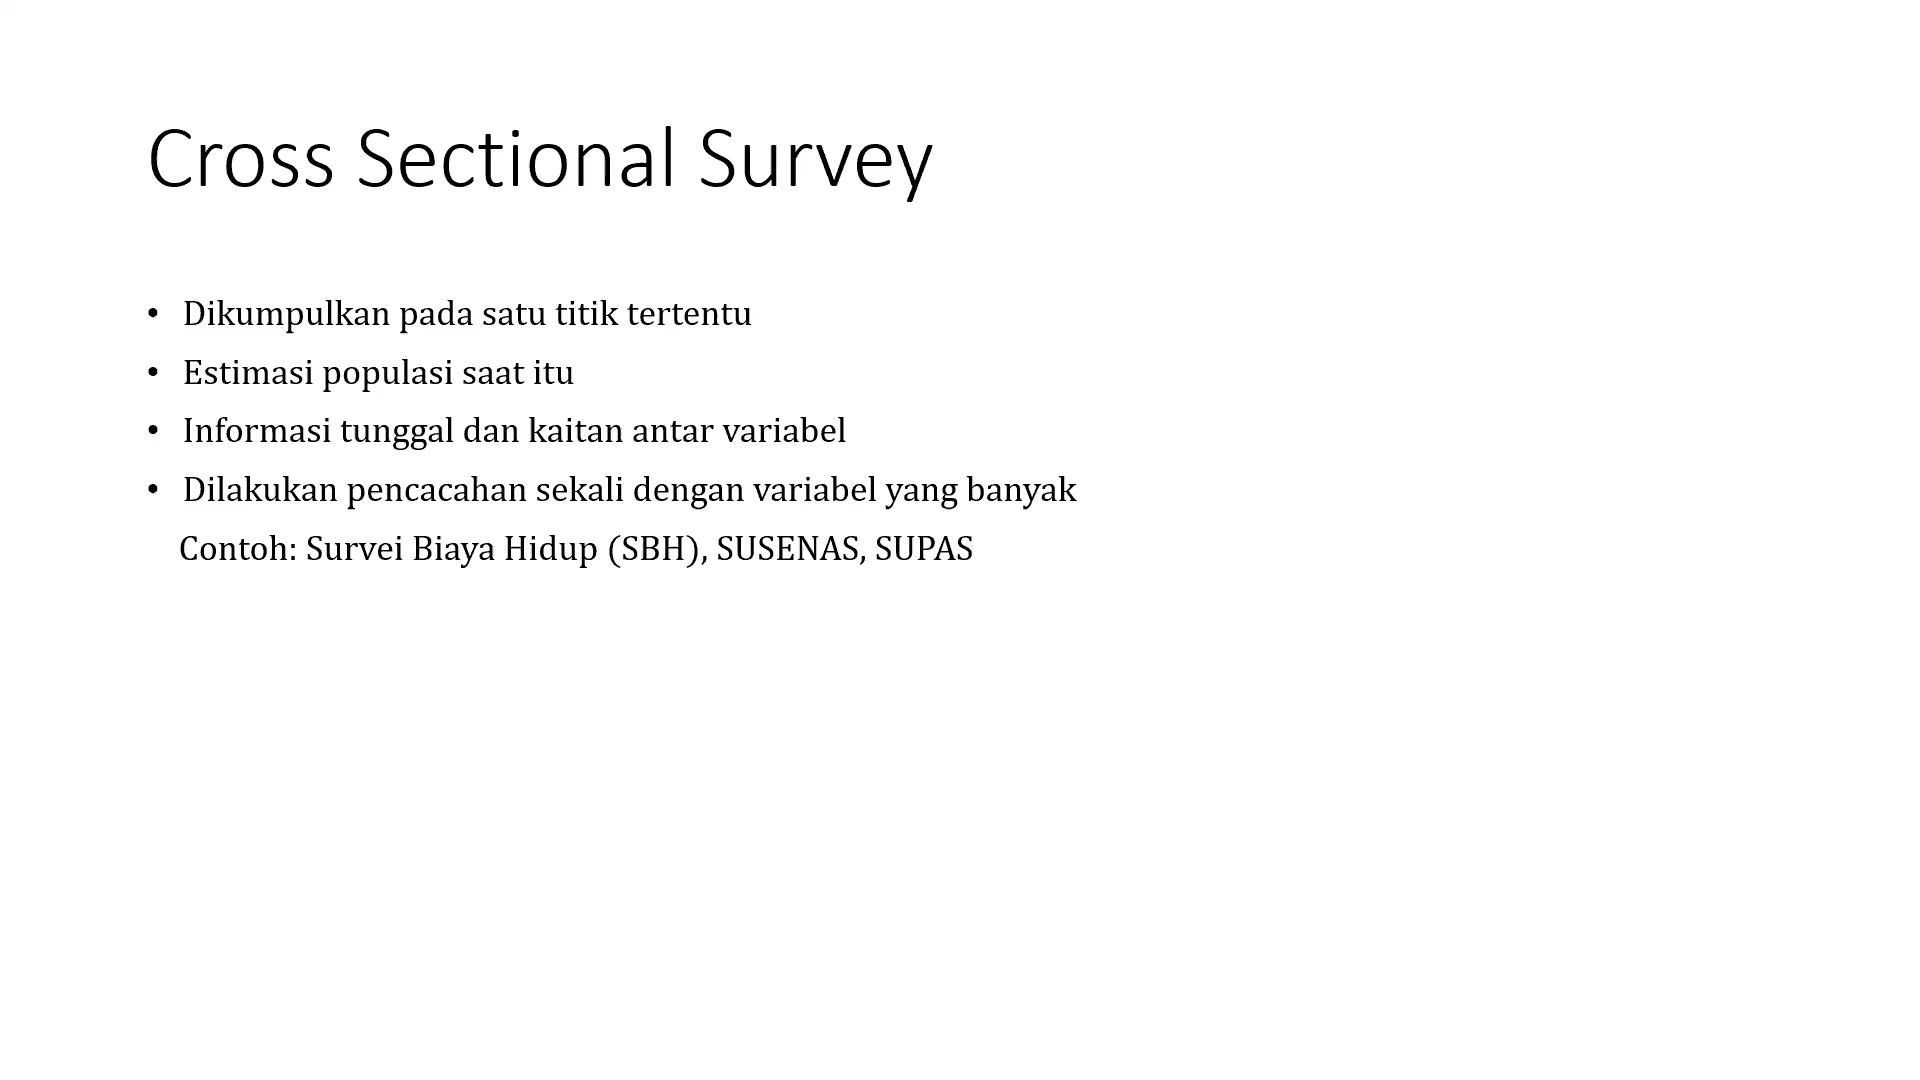 Cross Sectional Survey
• Dikumpulkan pada satu titik tertentu
• Estimasi populasi saat itu
• Informasi tunggal dan kaitan antar variabel
• Dilakukan pencacahan sekali dengan variabel yang banyak
Contoh: Survei Biaya Hidup (SBH), SUSENAS, SUPAS